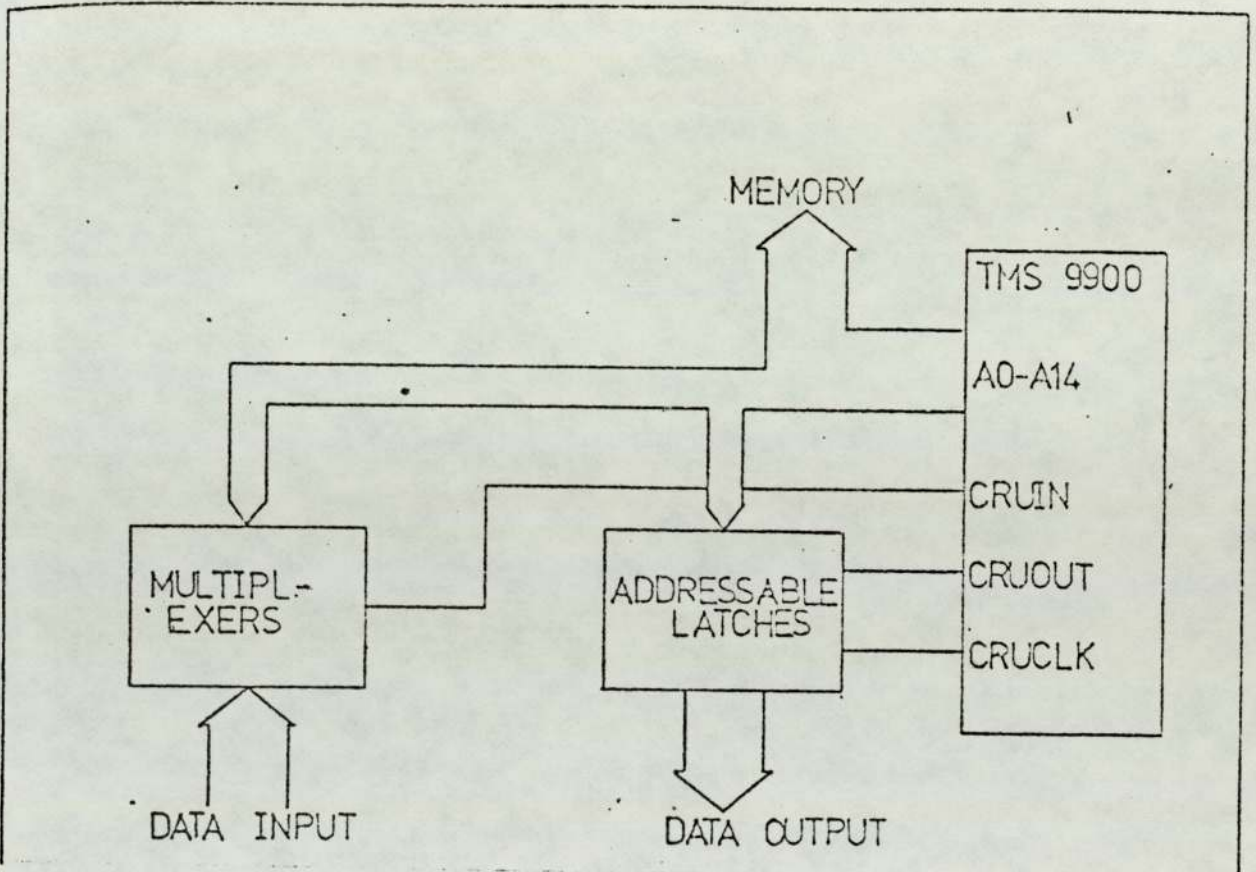 MEMORY
TMS 9900
A0-A14
CRUIN
MULTIPL-
EXERS
ADDRESSABLE
LATCHES
CRUOUT
CRUCLK
DATA INPUT
DATA OUTPUT